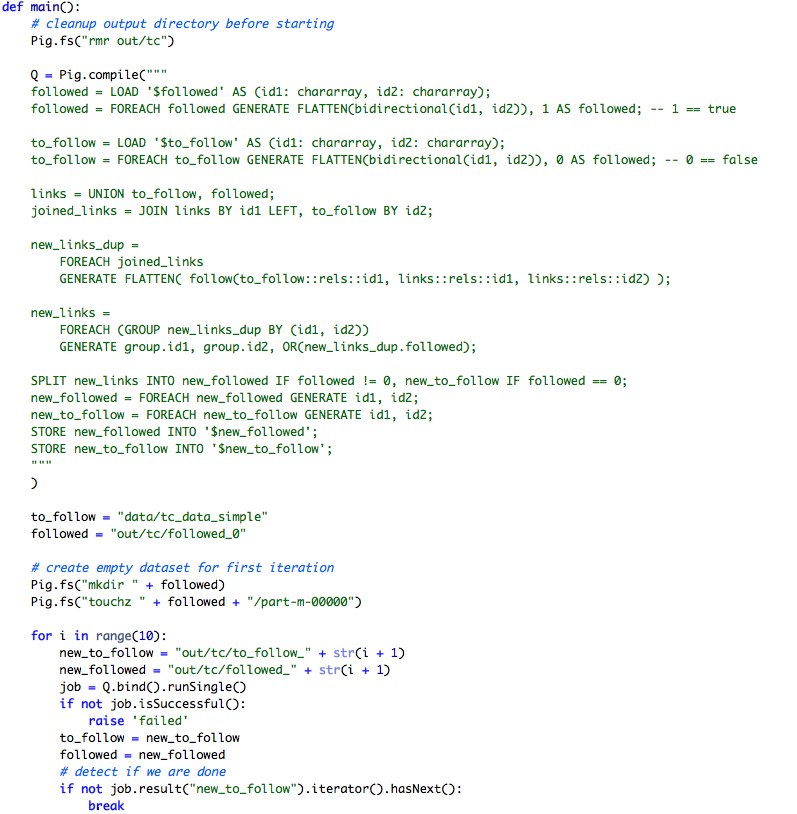 def main():
    # cleanup output directory before starting
    Pig.fs("rmr out/tc")

    Q = Pig.compile("""
    followed = LOAD '$followed' AS (id1: chararray, id2: chararray);
    followed = FOREACH followed GENERATE FLATTEN(bidirectional(id1, id2)), 1 AS followed; -- 1 == true

    to_follow = LOAD '$to_follow' AS (id1: chararray, id2: chararray);
    to_follow = FOREACH to_follow GENERATE FLATTEN(bidirectional(id1, id2)), 0 AS followed; -- 0 == false

    links = UNION to_follow, followed;
    joined_links = JOIN links BY id1 LEFT, to_follow BY id2;

    new_links_dup =
        FOREACH joined_links
        GENERATE FLATTEN( follow(to_follow::rels::id1, links::rels::id1, links::rels::id2) );

    new_links =
        FOREACH (GROUP new_links_dup BY (id1, id2))
        GENERATE group.id1, group.id2, OR(new_links_dup.followed);

    SPLIT new_links INTO new_followed IF followed != 0, new_to_follow IF followed == 0;
    new_followed = FOREACH new_followed GENERATE id1, id2;
    new_to_follow = FOREACH new_to_follow GENERATE id1, id2;
    STORE new_followed INTO '$new_followed';
    STORE new_to_follow INTO '$new_to_follow';
    """
    )

    to_follow = "data/tc_data_simple"
    followed = "out/tc/followed_0"

    # create empty dataset for first iteration
    Pig.fs("mkdir " + followed)
    Pig.fs("touchz " + followed + "/part-m-00000")

    for i in range(10):
        new_to_follow = "out/tc/to_follow_" + str(i + 1)
        new_followed = "out/tc/followed_" + str(i + 1)
        job = Q.bind().runSingle()
        if not job.isSuccessful():
            raise 'failed'
        to_follow = new_to_follow
        followed = new_followed
        # detect if we are done
        if not job.result("new_to_follow").iterator().hasNext():
            break